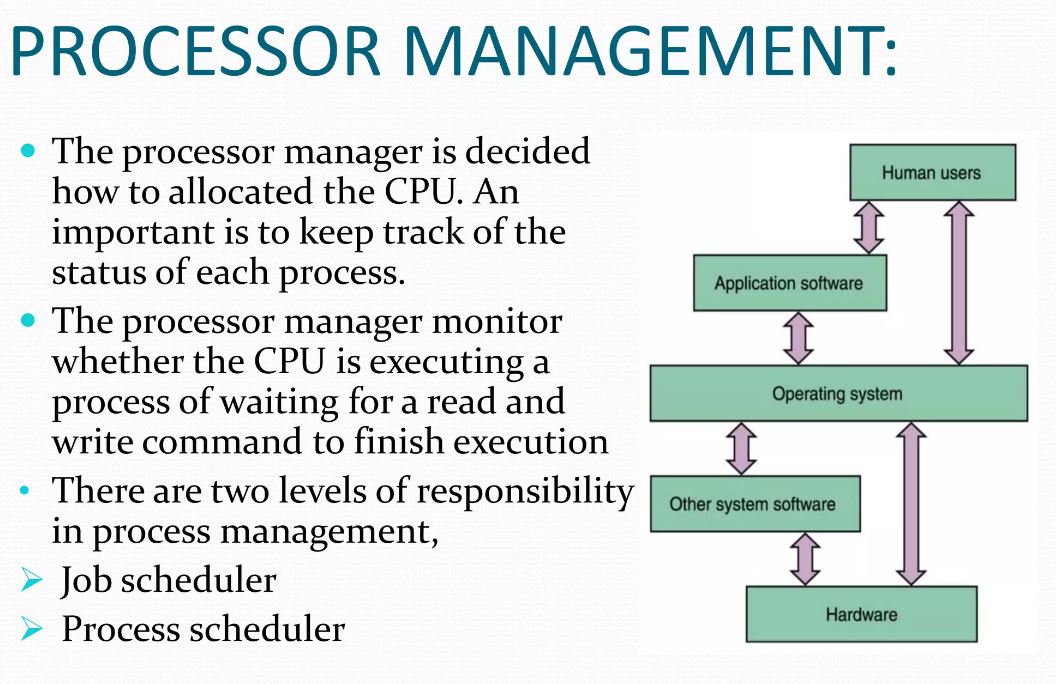 PROCESSOR MANAGEMENT:
The processor manager is decided
how to allocated the CPU. An
important is to keep track of the
status of each process.
The processor manager monitor
whether the CPU is executing a
process of waiting for a read and
write command to finish execution
There are two levels of responsibility
in process management,
Job scheduler
Process scheduler
Human users
Application software
Operating system
Other system software
Hardware